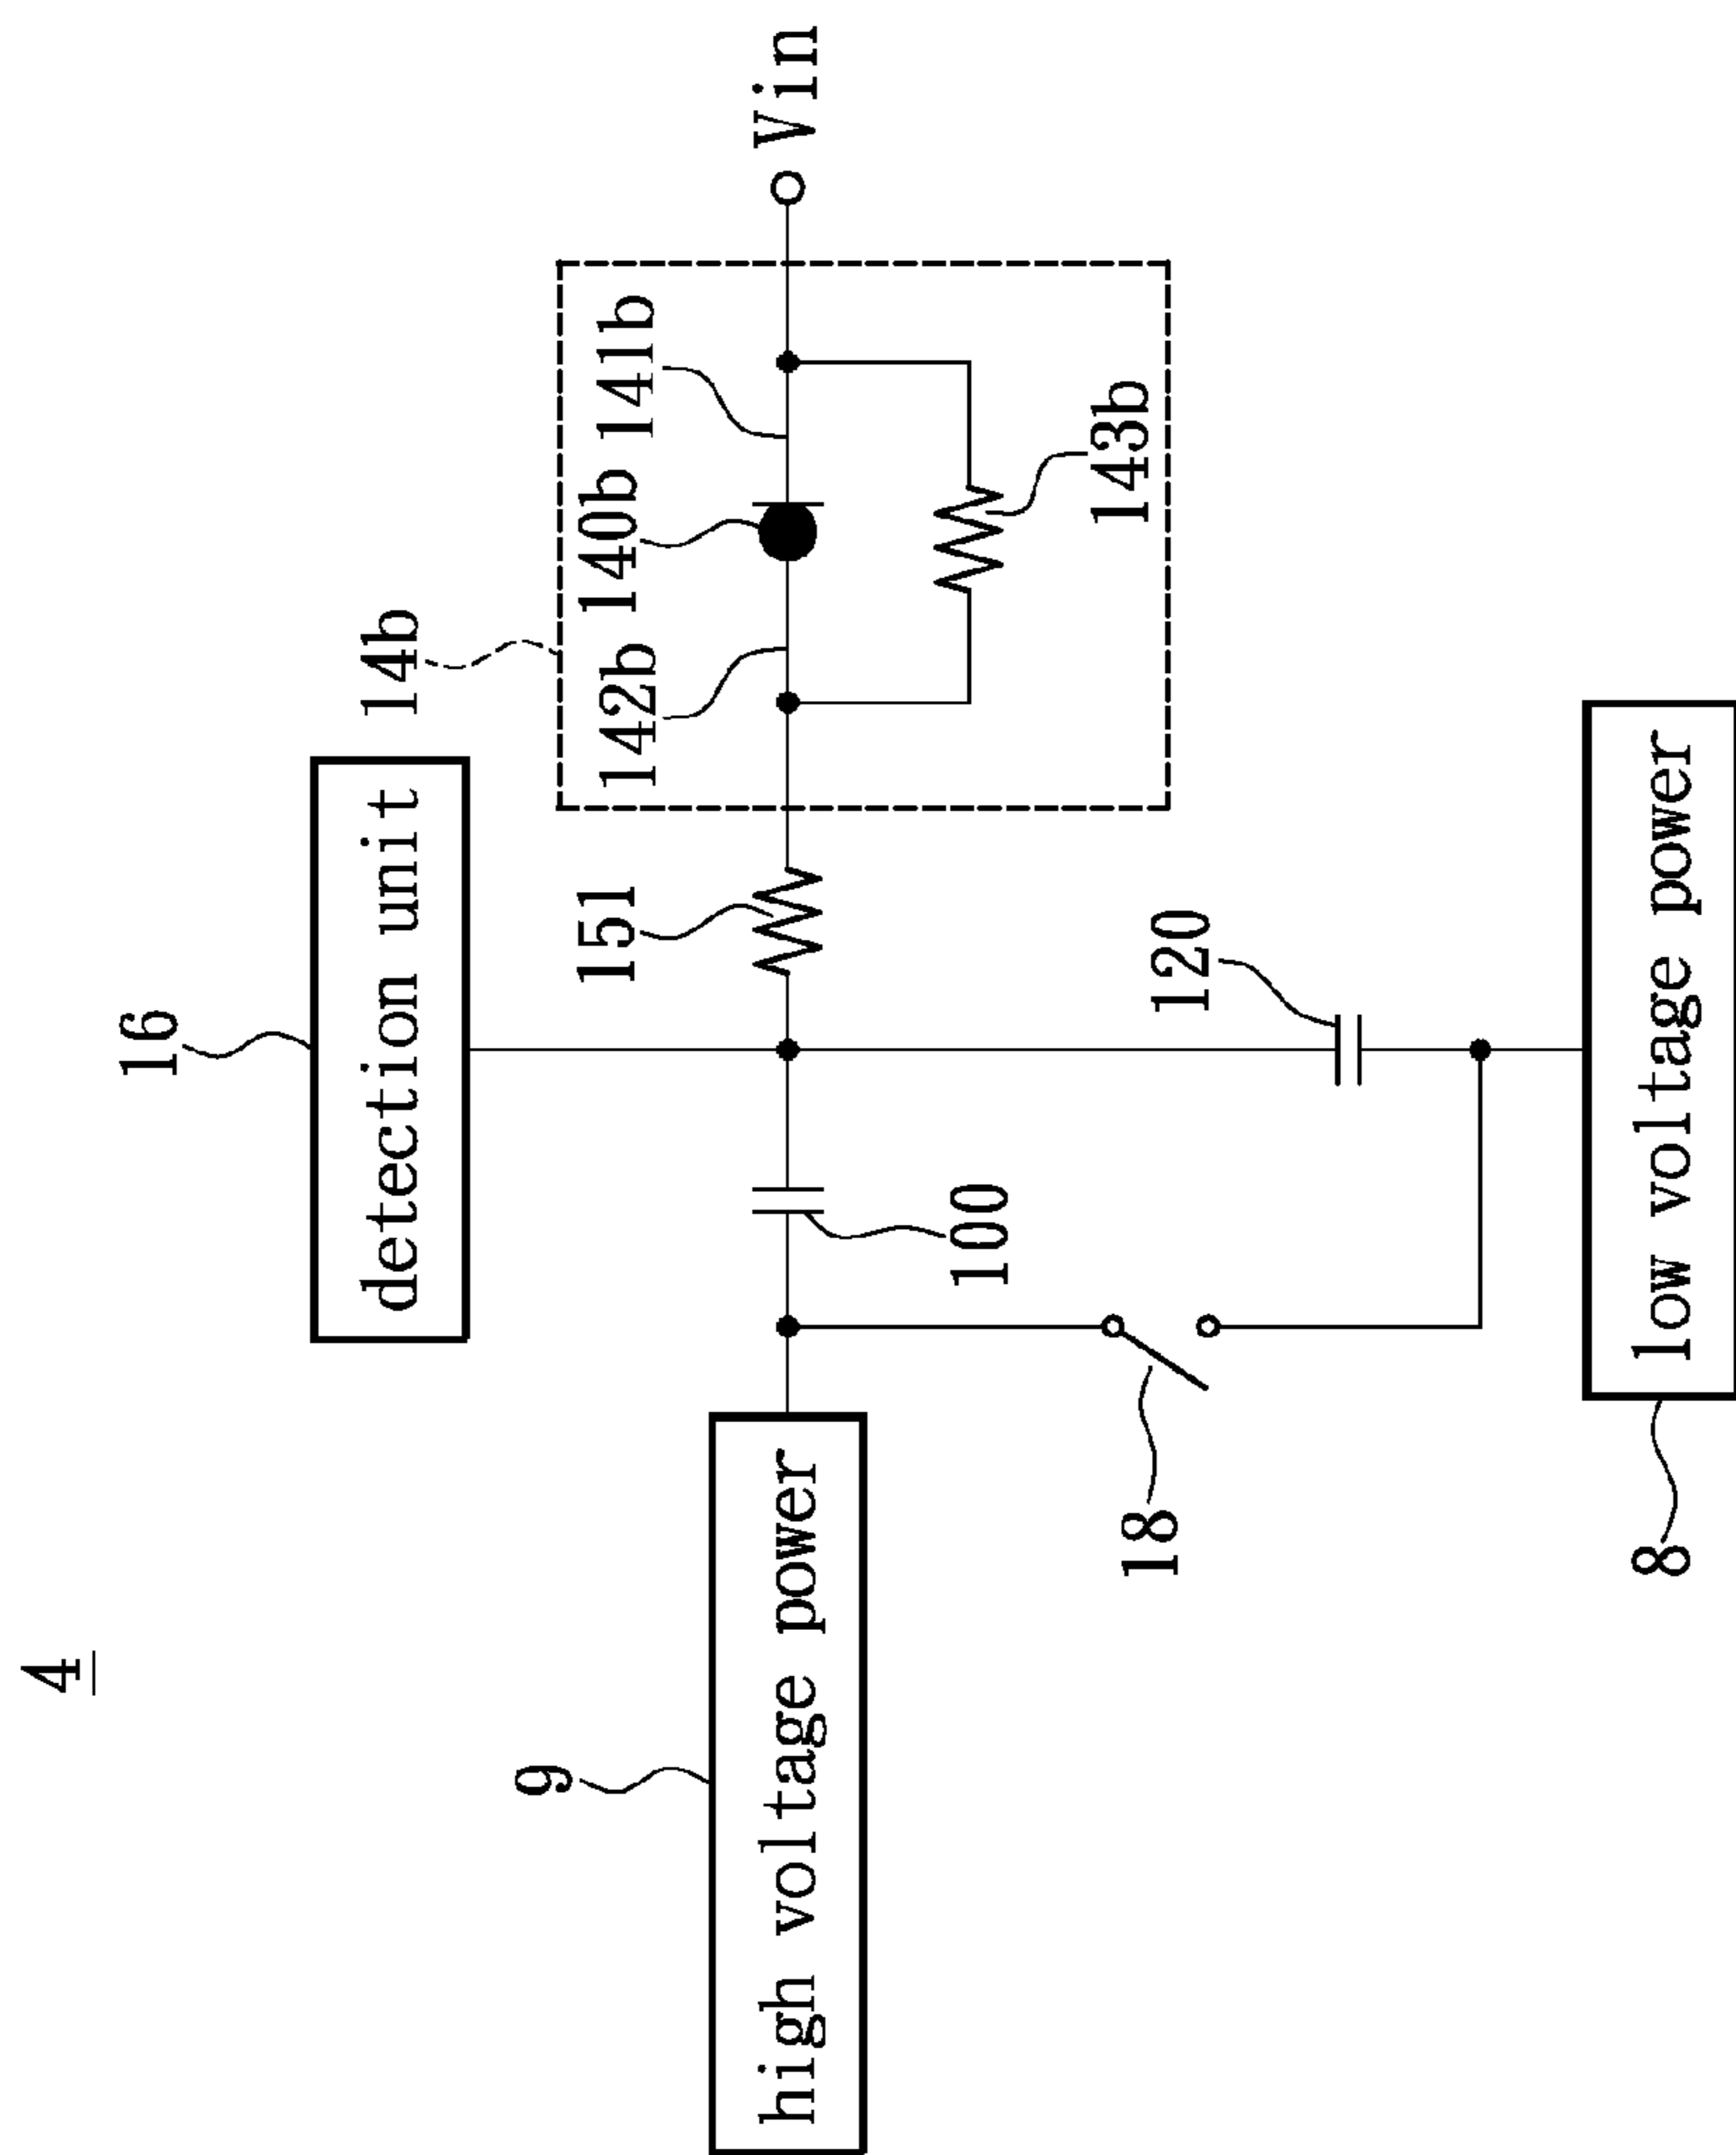 4
16
detection unit
14b
9
high voltage power
151
142b
140b
141b
Vin
100
143b
18
120
8
low voltage power